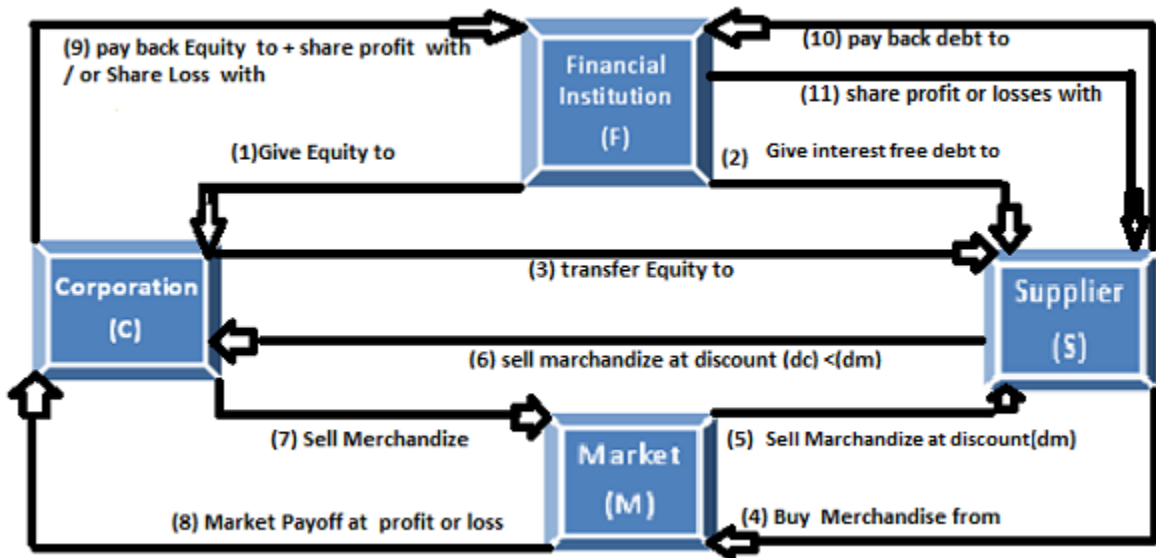 (9) pay back Equity to + share profit with
/ or Share Loss with
Financial
Institution
(F)
(10) pay back debt to
(11) share profit or losses with
(1)Give Equity to
(2) Give interest free debt to
(3) transfer Equity to
Corporation
(C)
Supplier
(S)
(6) sell marchandize at discount (dc) <(dm)
(7) Sell Merchandize
Market
(M)
(5) Sell Marchandize at discount(dm)
(8) Market Payoff at profit or loss
(4) Buy Merchandise from